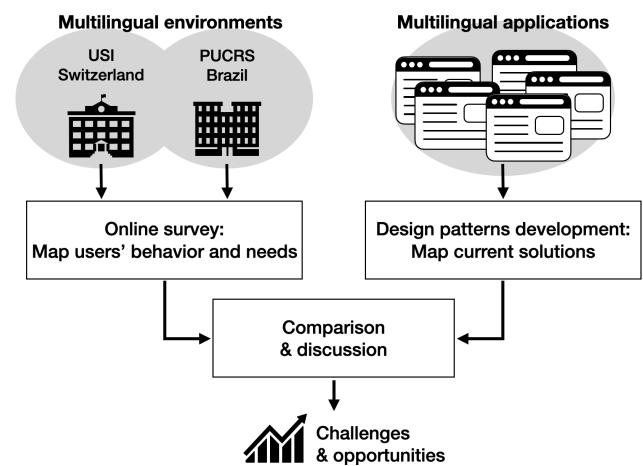 Multilingual environments
USI
Switzerland
PUCRS
Brazil
Multilingual applications
Online survey:
Map users’ behavior and needs
Design patterns development:
Map current solutions
Comparison
& discussion
Challenges
& opportunities